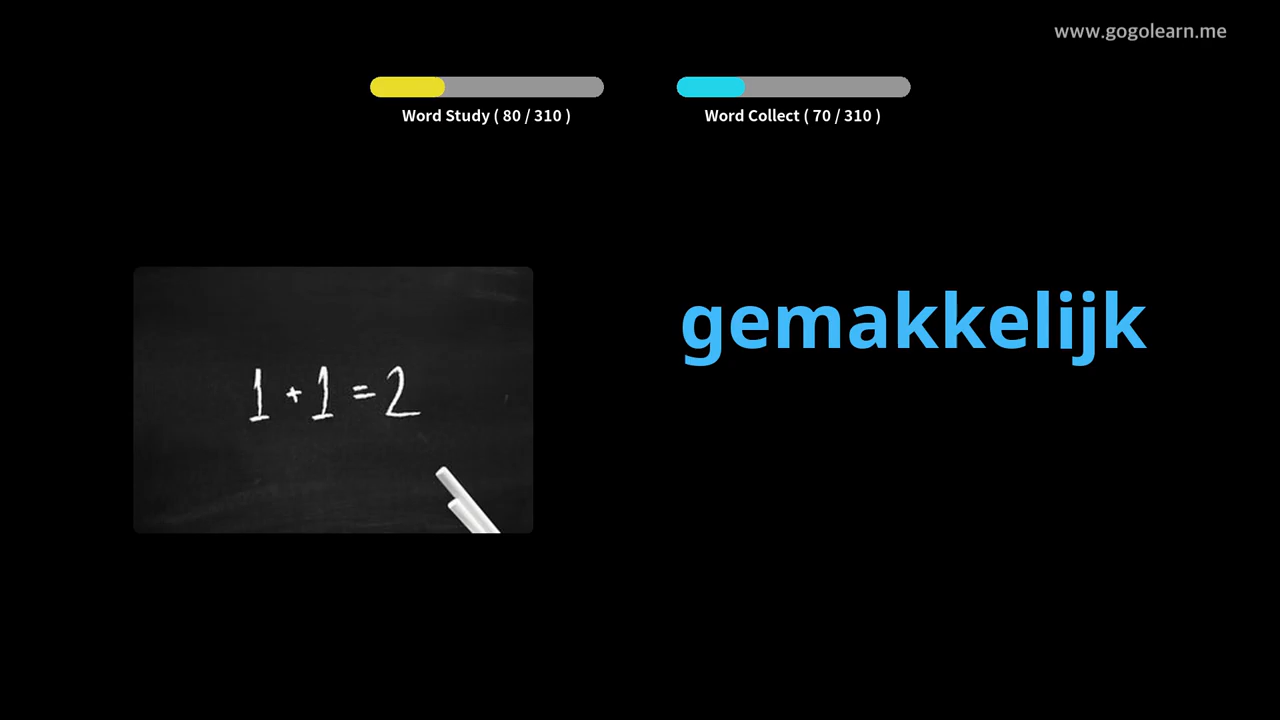 www.gogolearn.me
Word Study ( 80 / 310 )
Word Collect ( 70 / 310 )
gemakkelijk
1 + 1 = 2